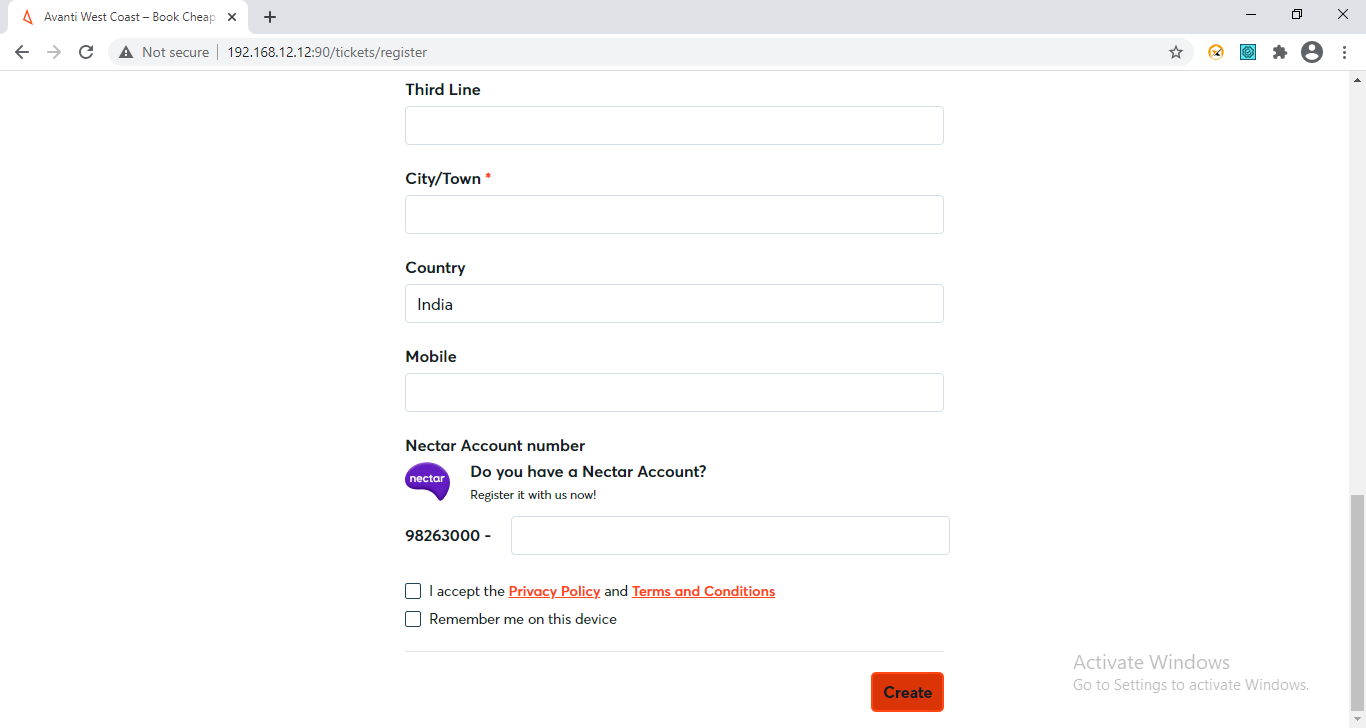 Avanti West Coast – Book Cheap
Not secure
192.168.12.12:90/tickets/register
Third Line
City/Town *
Country
India
Mobile
Nectar Account number
nectar
Do you have a Nectar Account?
Register it with us now!
98263000 -
I accept the Privacy Policy and Terms and Conditions
Remember me on this device
Create
Activate Windows
Go to Settings to activate Windows.